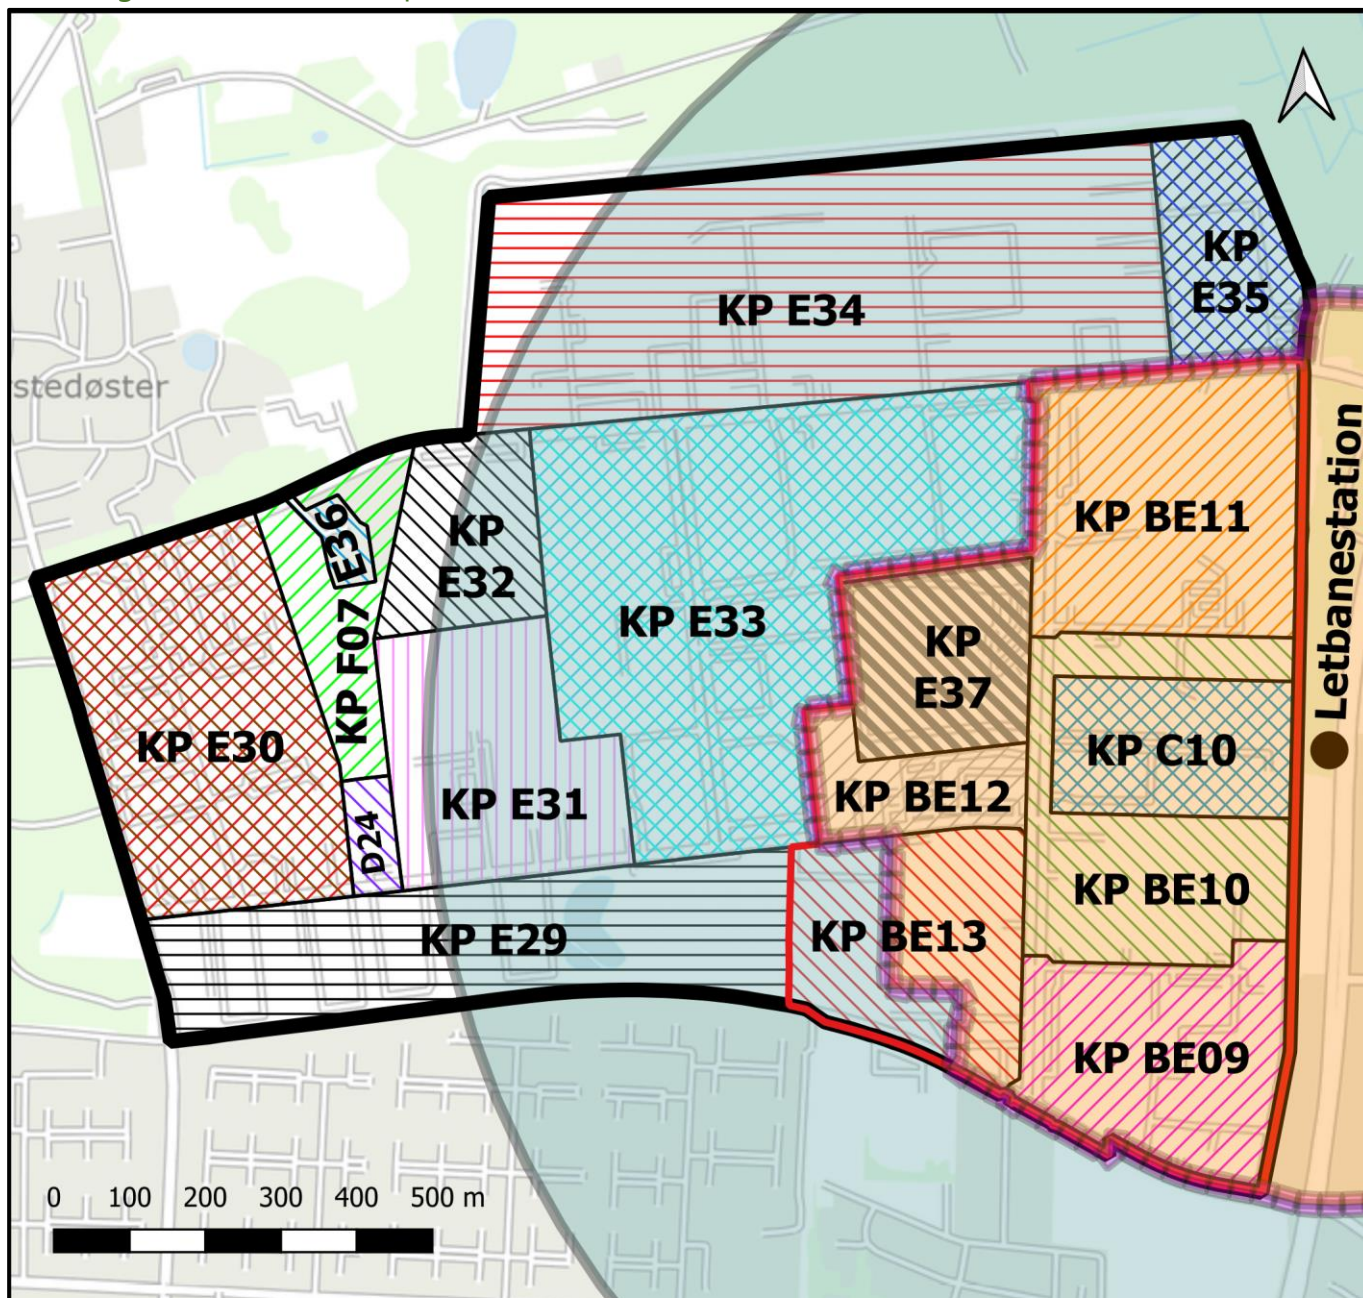 KP
E35
KP E34
stedøster
Letbanestation
KP BE11
E36
KP
E32
KP F07
KP E33
KP
E37
KP E30
KP C10
KP E31
KP BE12
D24
KP BE10
KP E29
KP BE13
KP BE09
0 100 200 300 400 500 m